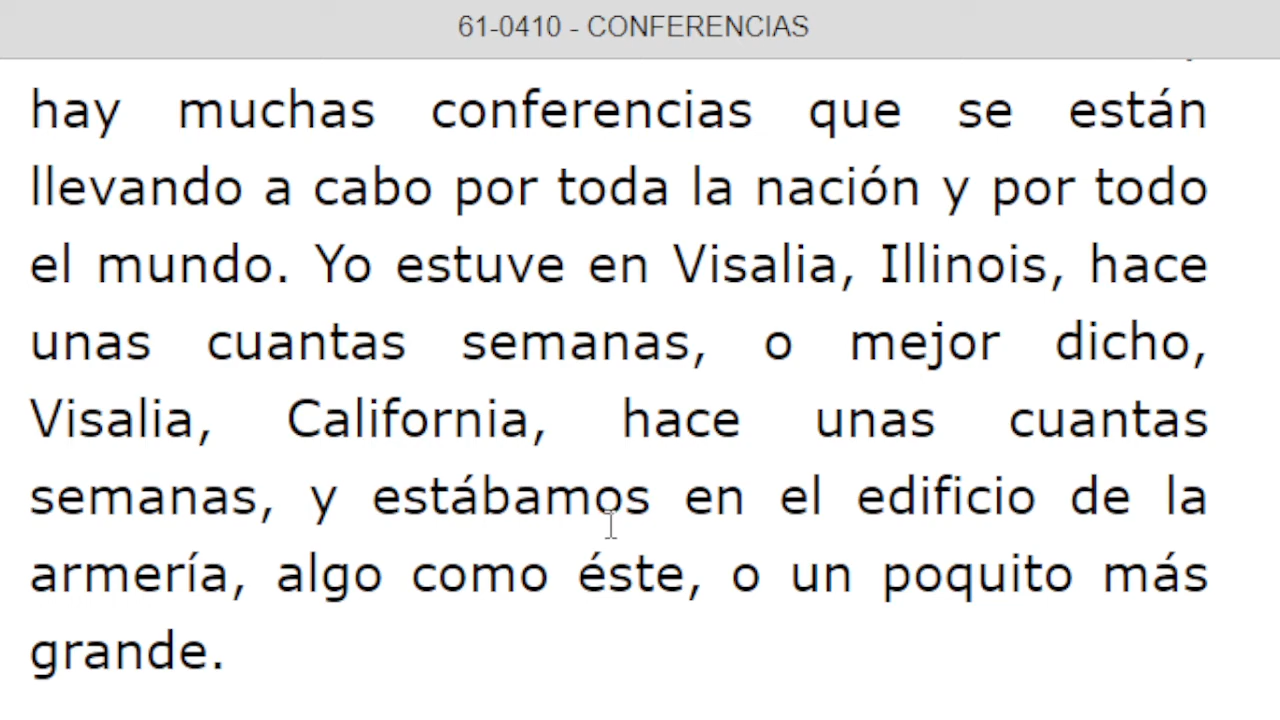 61-0410 - CONFERENCIAS
hay muchas conferencias que se están
llevando a cabo por toda la nación y por todo
el mundo. Yo estuve en Visalia, Illinois, hace
unas cuantas semanas, o mejor dicho,
Visalia, California, hace unas cuantas
semanas, y estábamos en el edificio de la
armería, algo como éste, o un poquito más
grande.